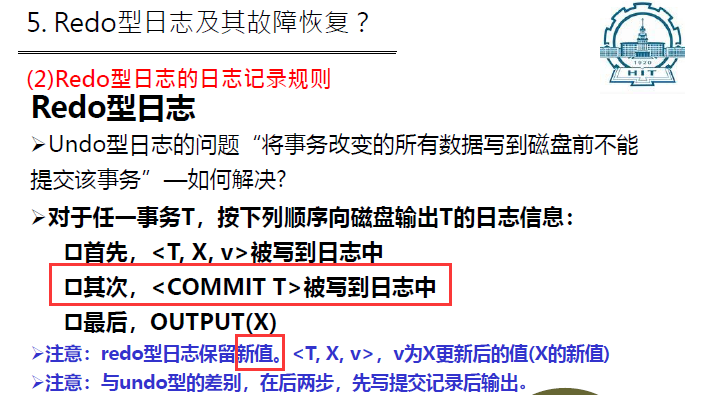 5. Redo型日志及其故障恢复？
HIT
1920
(2)Redo型日志的日志记录规则
Redo型日志
➢Undo型日志的问题“将事务改变的所有数据写到磁盘前不能
提交该事务”—如何解决?
➢对于任一事务T，按下列顺序向磁盘输出T的日志信息：
❑首先，<T, X, v>被写到日志中
❑其次，<COMMIT T>被写到日志中
❑最后，OUTPUT(X)
➢注意：redo型日志保留新值。<T, X, v>，v为X更新后的值(X的新值)
➢注意：与undo型的差别，在后两步，先写提交记录后输出。